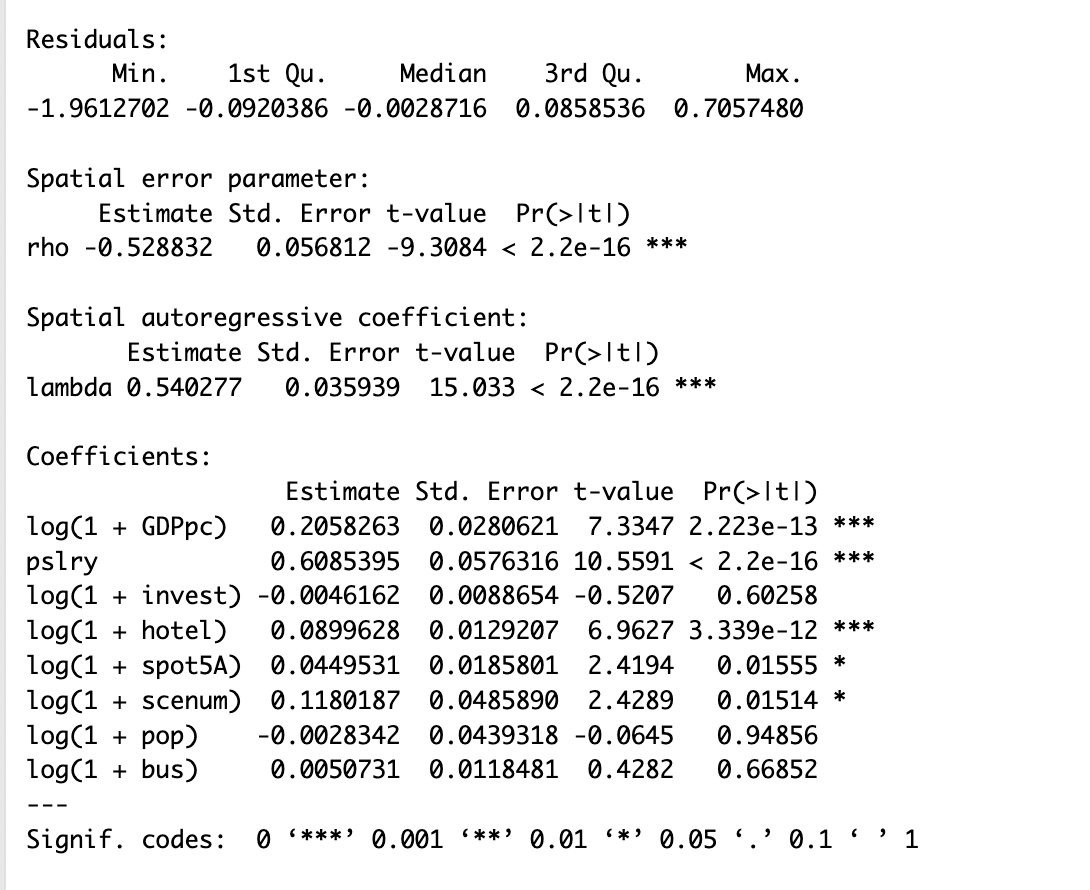 Residuals:
      Min.    1st Qu.     Median    3rd Qu.       Max.
-1.9612702 -0.0920386 -0.0028716  0.0858536  0.7057480

Spatial error parameter:
     Estimate Std. Error t-value  Pr(>|t|)
rho -0.528832   0.056812 -9.3084 < 2.2e-16 ***

Spatial autoregressive coefficient:
       Estimate Std. Error t-value  Pr(>|t|)
lambda 0.540277   0.035939  15.033 < 2.2e-16 ***

Coefficients:
                  Estimate Std. Error t-value  Pr(>|t|)
log(1 + GDPpc)   0.2058263  0.0280621  7.3347 2.223e-13 ***
pslry            0.6085395  0.0576316 10.5591 < 2.2e-16 ***
log(1 + invest) -0.0046162  0.0088654 -0.5207   0.60258
log(1 + hotel)   0.0899628  0.0129207  6.9627 3.339e-12 ***
log(1 + spot5A)  0.0449531  0.0185801  2.4194   0.01555 *
log(1 + scenum)  0.1180187  0.0485890  2.4289   0.01514 *
log(1 + pop)    -0.0028342  0.0439318 -0.0645   0.94856
log(1 + bus)     0.0050731  0.0118481  0.4282   0.66852
---
Signif. codes:  0 ‘***’ 0.001 ‘**’ 0.01 ‘*’ 0.05 ‘.’ 0.1 ‘ ’ 1